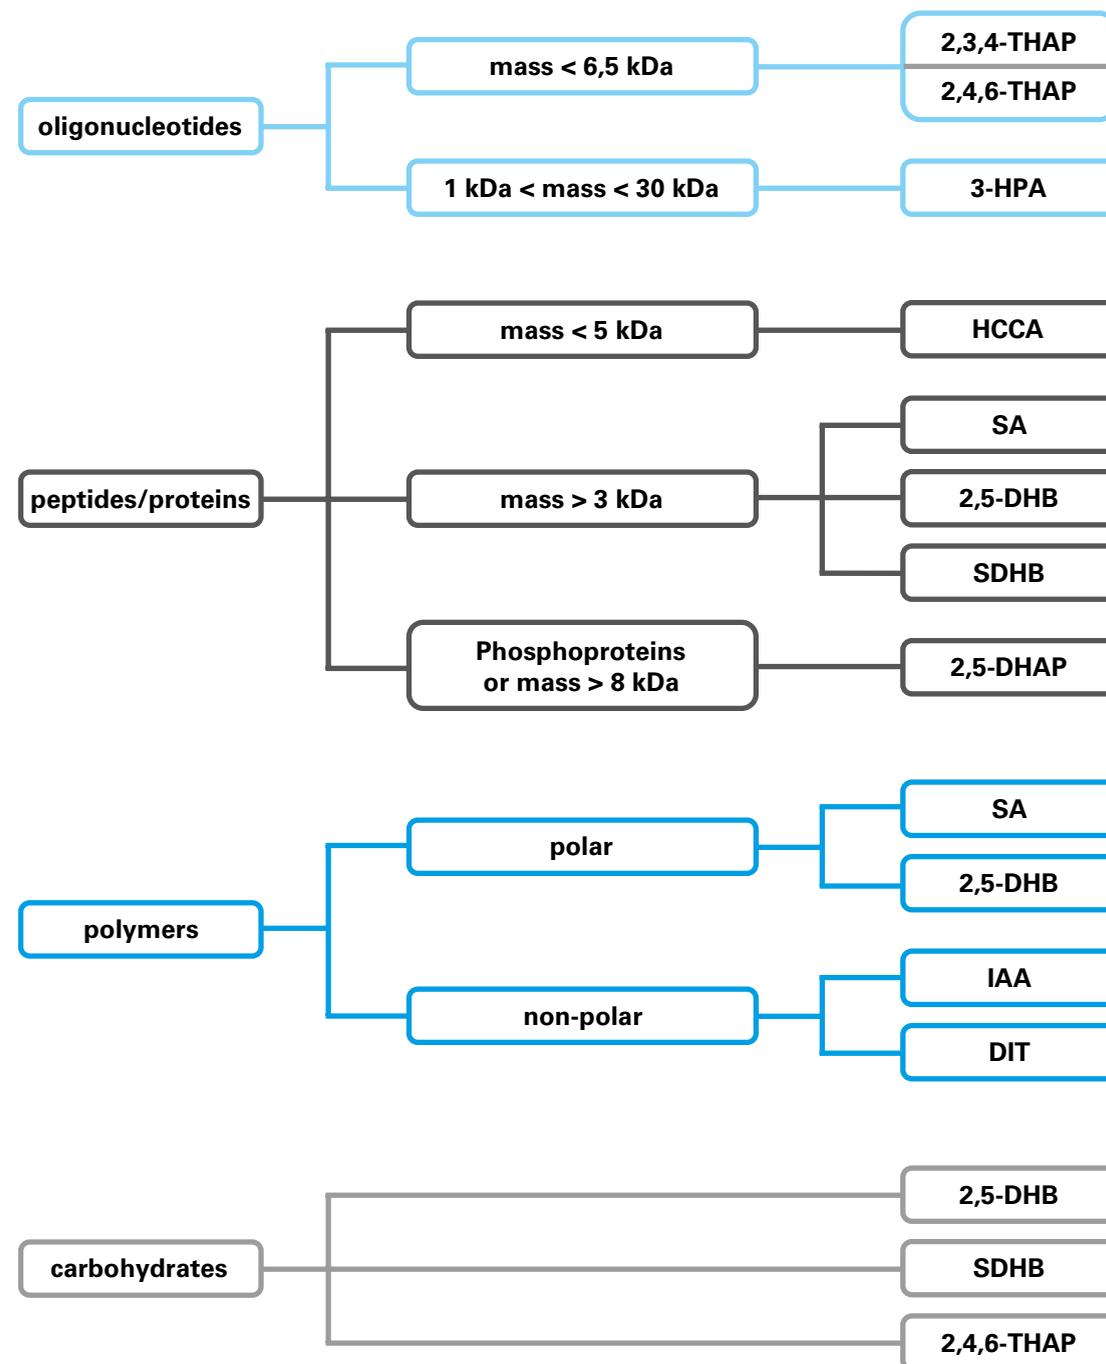 oligonucleotides
mass < 6,5 kDa
2,3,4-THAP
2,4,6-THAP
1 kDa < mass < 30 kDa
3-HPA
peptides/proteins
mass < 5 kDa
HCCA
mass > 3 kDa
SA
2,5-DHB
SDHB
Phosphoproteins
or mass > 8 kDa
2,5-DHAP
polymers
polar
SA
2,5-DHB
non-polar
IAA
DIT
carbohydrates
2,5-DHB
SDHB
2,4,6-THAP